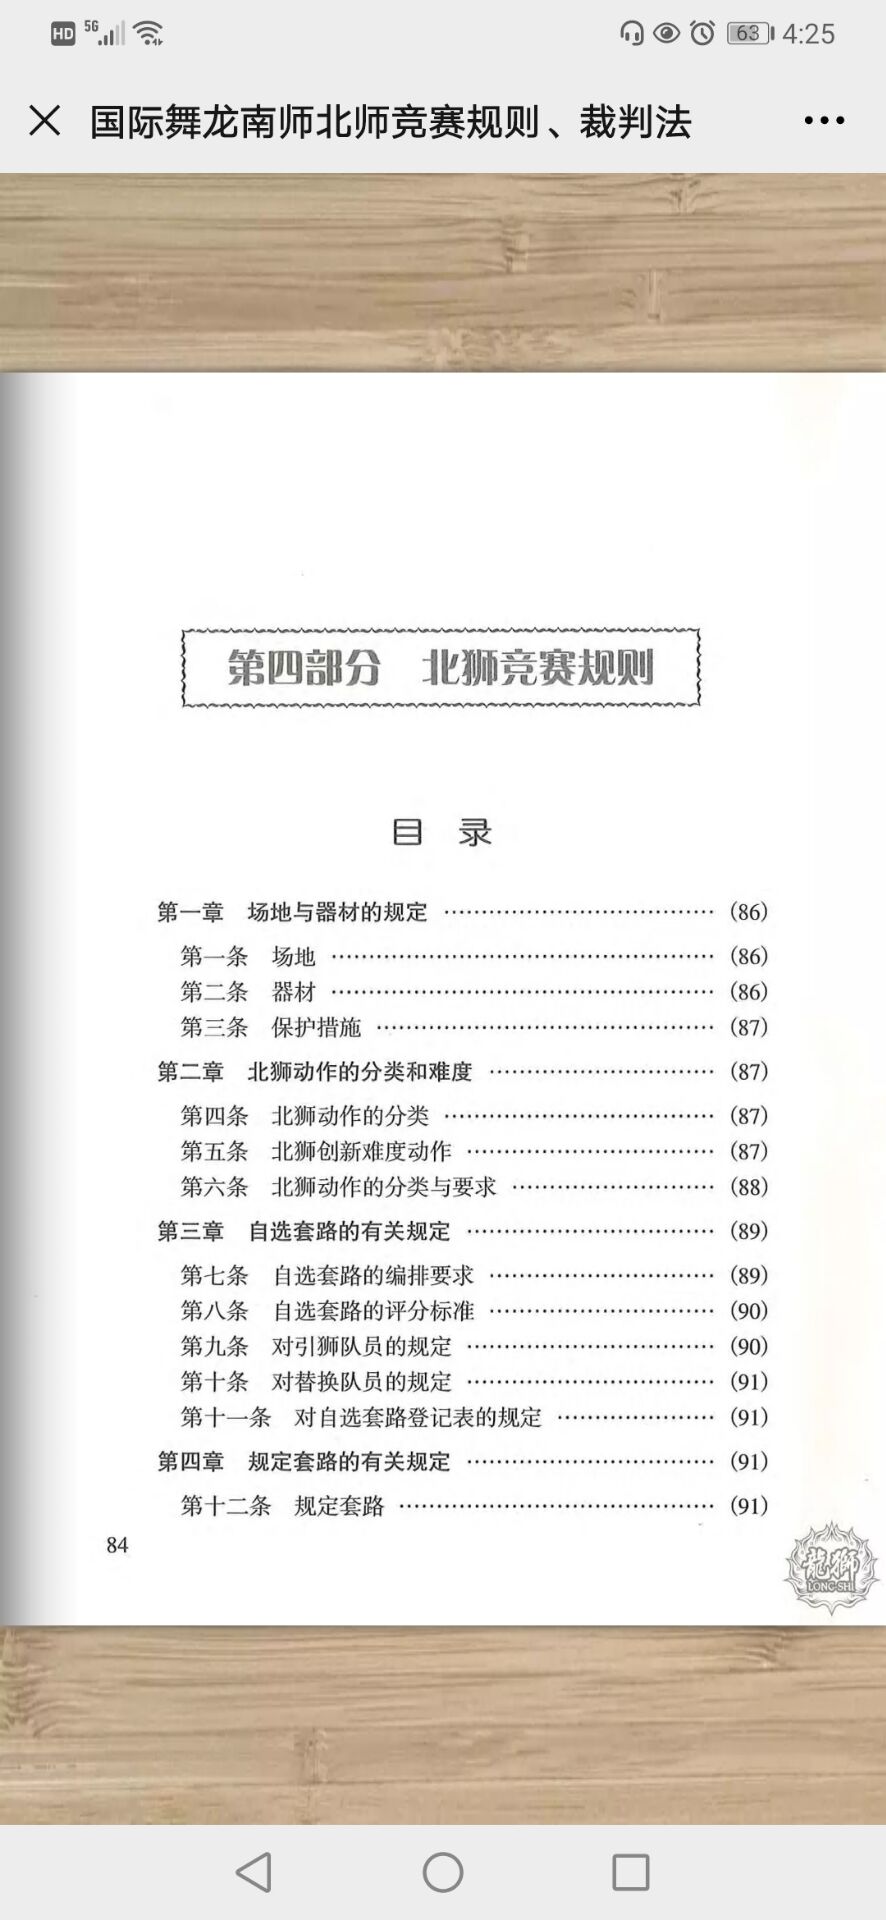 HD 5G 63 4:25
国际舞龙南师北师竞赛规则、裁判法
第四部分 北狮竞赛规则
目 录
第一章 场地与器材的规定 ………………………………… (86)
第一条 场地 ………………………………………………… (86)
第二条 器材 ………………………………………………… (86)
第三条 保护措施 …………………………………………… (87)
第二章 北狮动作的分类和难度 …………………………… (87)
第四条 北狮动作的分类 …………………………………… (87)
第五条 北狮创新难度动作 ………………………………… (87)
第六条 北狮动作的分类与要求 …………………………… (88)
第三章 自选套路的有关规定 ……………………………… (89)
第七条 自选套路的编排要求 ……………………………… (89)
第八条 自选套路的评分标准 ……………………………… (90)
第九条 对引狮队员的规定 ………………………………… (90)
第十条 对替换队员的规定 ………………………………… (91)
第十一条 对自选套路登记表的规定 ……………………… (91)
第四章 规定套路的有关规定 ……………………………… (91)
第十二条 规定套路 ………………………………………… (91)
84
龍獅
LONG SHI